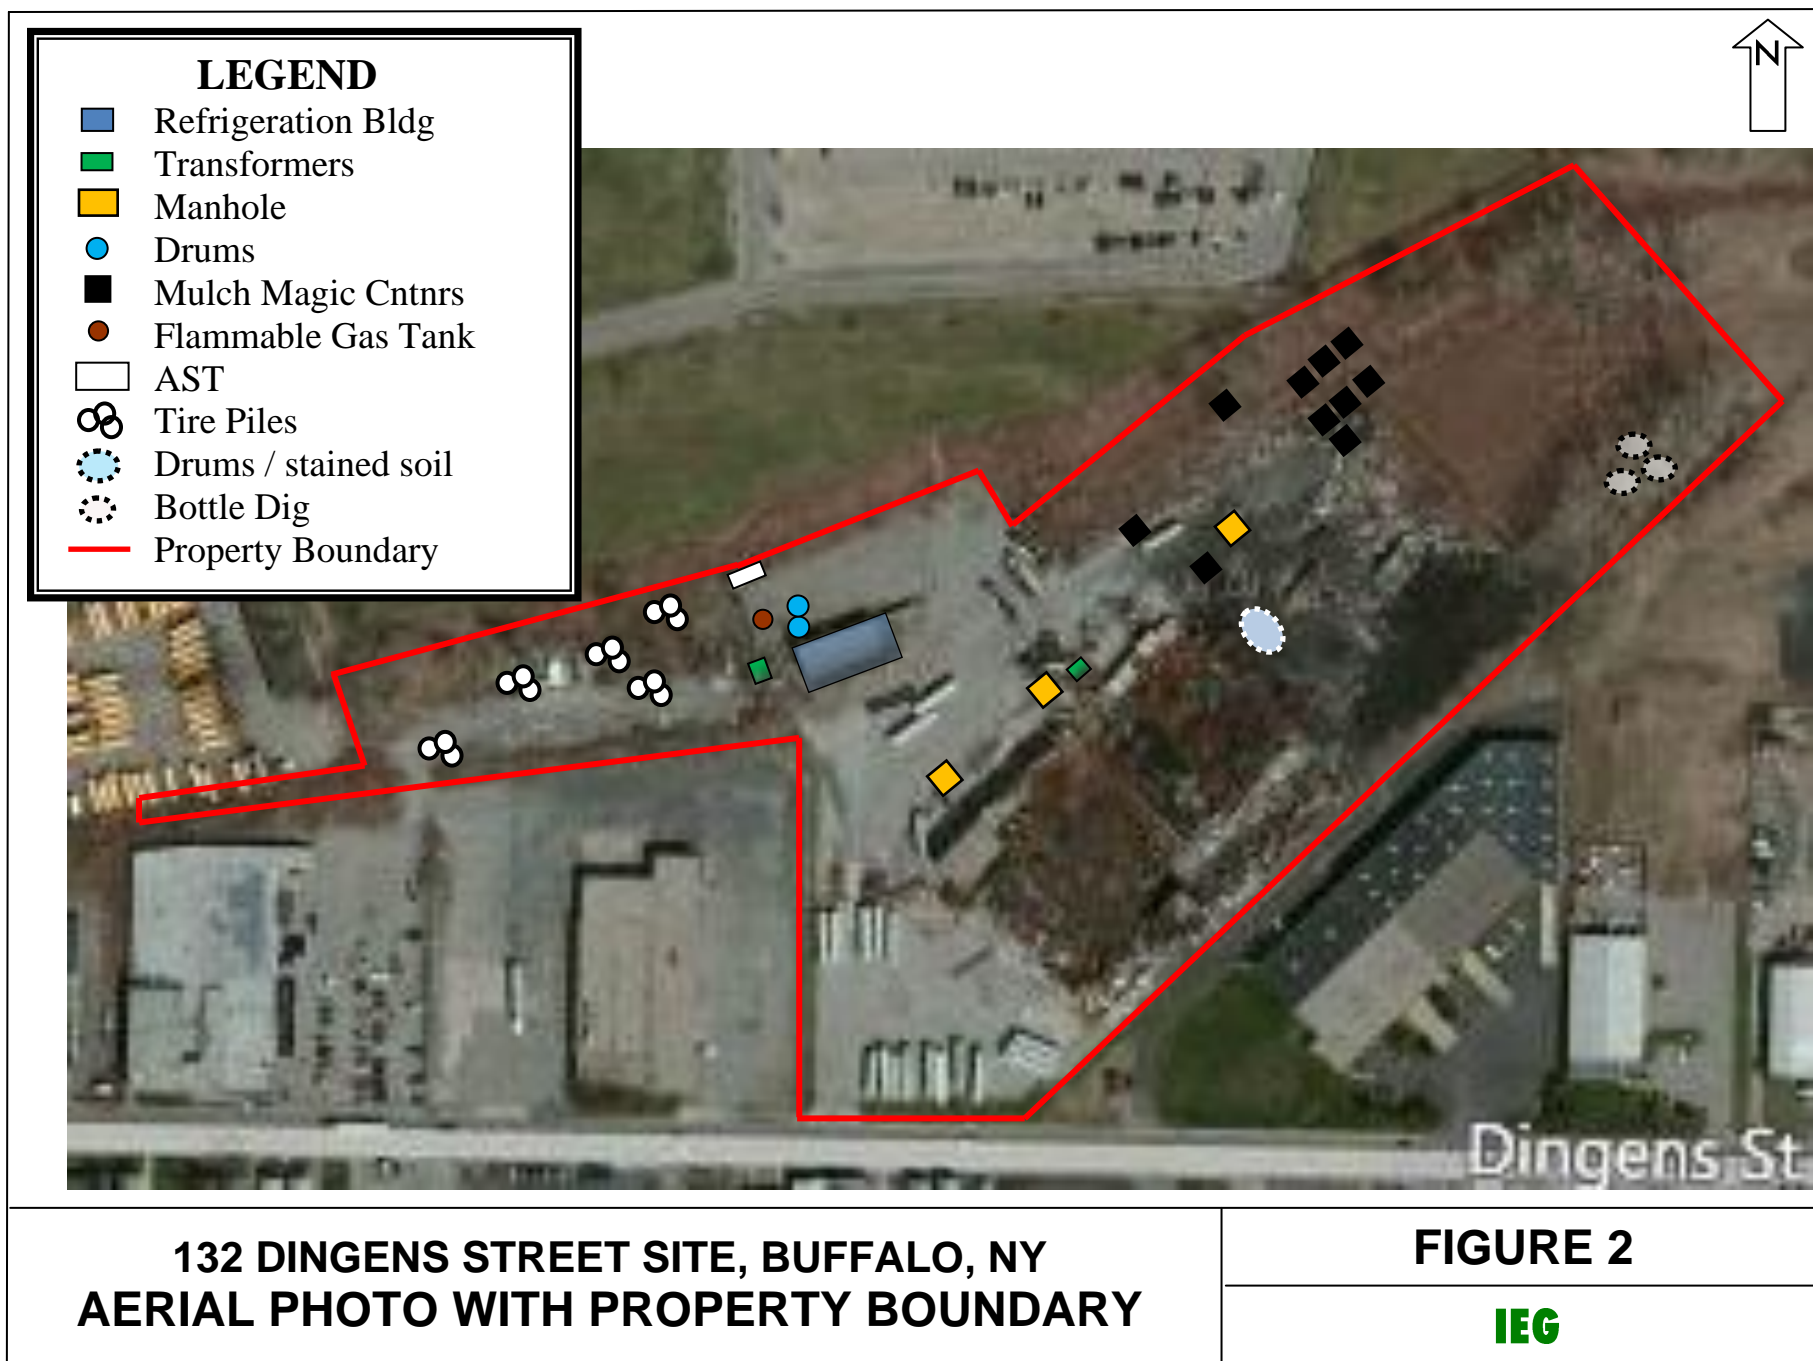 LEGEND
Refrigeration Bldg
Transformers
Manhole
Drums
Mulch Magic Cntnrs
Flammable Gas Tank
AST
Tire Piles
Drums / stained soil
Bottle Dig
Property Boundary
N
Dingens St
132 DINGENS STREET SITE, BUFFALO, NY
AERIAL PHOTO WITH PROPERTY BOUNDARY
FIGURE 2
IEG